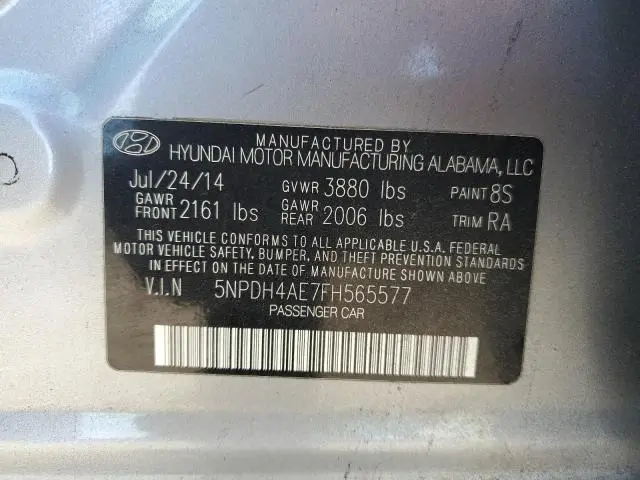 MANUFACTURED BY
HYUNDAI MOTOR MANUFACTURING ALABAMA, LLC
Jul/24/14 GVWR 3880 lbs PAINT 8S
GAWR FRONT 2161 lbs GAWR REAR 2006 lbs TRIM RA
THIS VEHICLE CONFORMS TO ALL APPLICABLE U.S.A. FEDERAL
MOTOR VEHICLE SAFETY, BUMPER, AND THEFT PREVENTION STANDARDS
IN EFFECT ON THE DATE OF MANUFACTURE SHOWN ABOVE
V.I.N 5NPDH4AE7FH565577
PASSENGER CAR